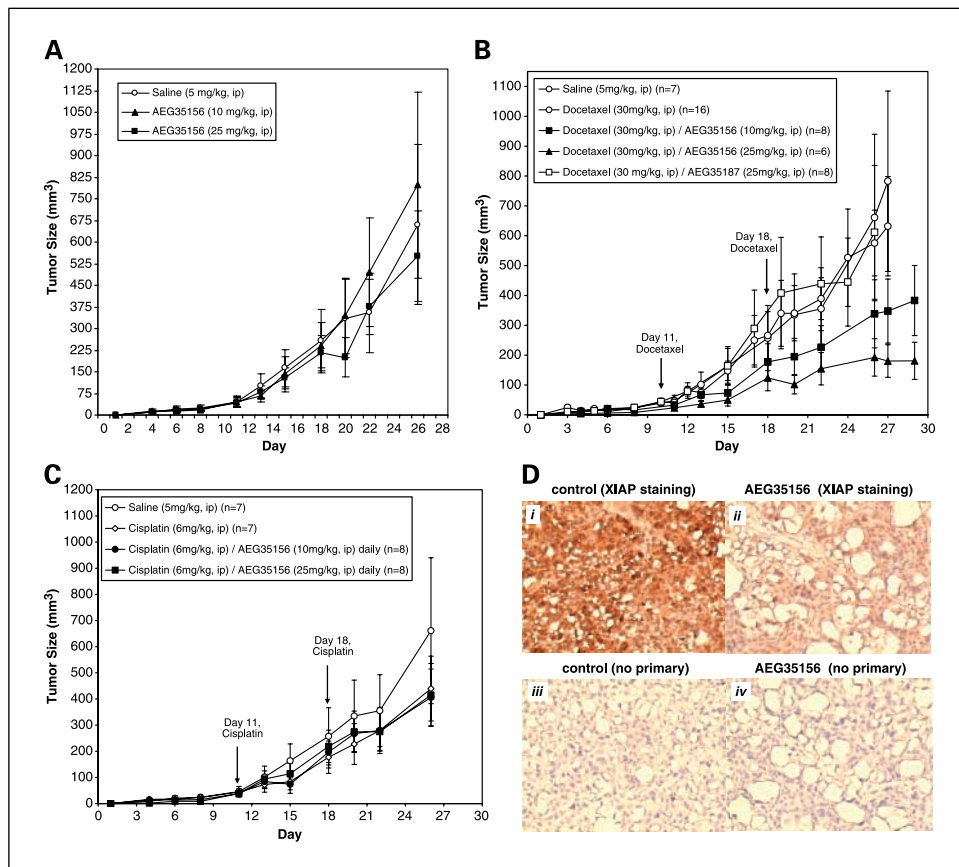 A
1200
1125
1050
975
900
825
750
675
600
525
450
375
300
225
150
75
0
Tumor Size (mm3)
Saline (5 mg/kg, ip)
AEG35156 (10 mg/kg, ip)
AEG35156 (25 mg/kg, ip)
0 2 4 6 8 10 12 14 16 18 20 22 24 26 28
Day
B
1100
1000
900
800
700
600
500
400
300
200
100
0
Tumor Size (mm3)
Saline (5mg/kg, ip) (n=7)
Docetaxel (30mg/kg, ip) (n=16)
Docetaxel (30mg/kg, ip) / AEG35156 (10mg/kg, ip) (n=8)
Docetaxel (30mg/kg, ip) / AEG35156 (25mg/kg, ip) (n=6)
Docetaxel (30 mg/kg, ip) / AEG35187 (25mg/kg, ip) (n=8)
Day 18,
Docetaxel
Day 11,
Docetaxel
0 3 6 9 12 15 18 21 24 27 30
Day
C
1200
1100
1000
900
800
700
600
500
400
300
200
100
0
Tumor Size (mm3)
Saline (5mg/kg, ip) (n=7)
Cisplatin (6mg/kg, ip) (n=7)
Cisplatin (6mg/kg, ip) / AEG35156 (10mg/kg, ip) daily (n=8)
Cisplatin (6mg/kg, ip) / AEG35156 (25mg/kg, ip) daily (n=8)
Day 18,
Cisplatin
Day 11,
Cisplatin
0 3 6 9 12 15 18 21 24 27 30
Day
D
control (XIAP staining)
AEG35156 (XIAP staining)
i
ii
control (no primary)
AEG35156 (no primary)
iii
iv